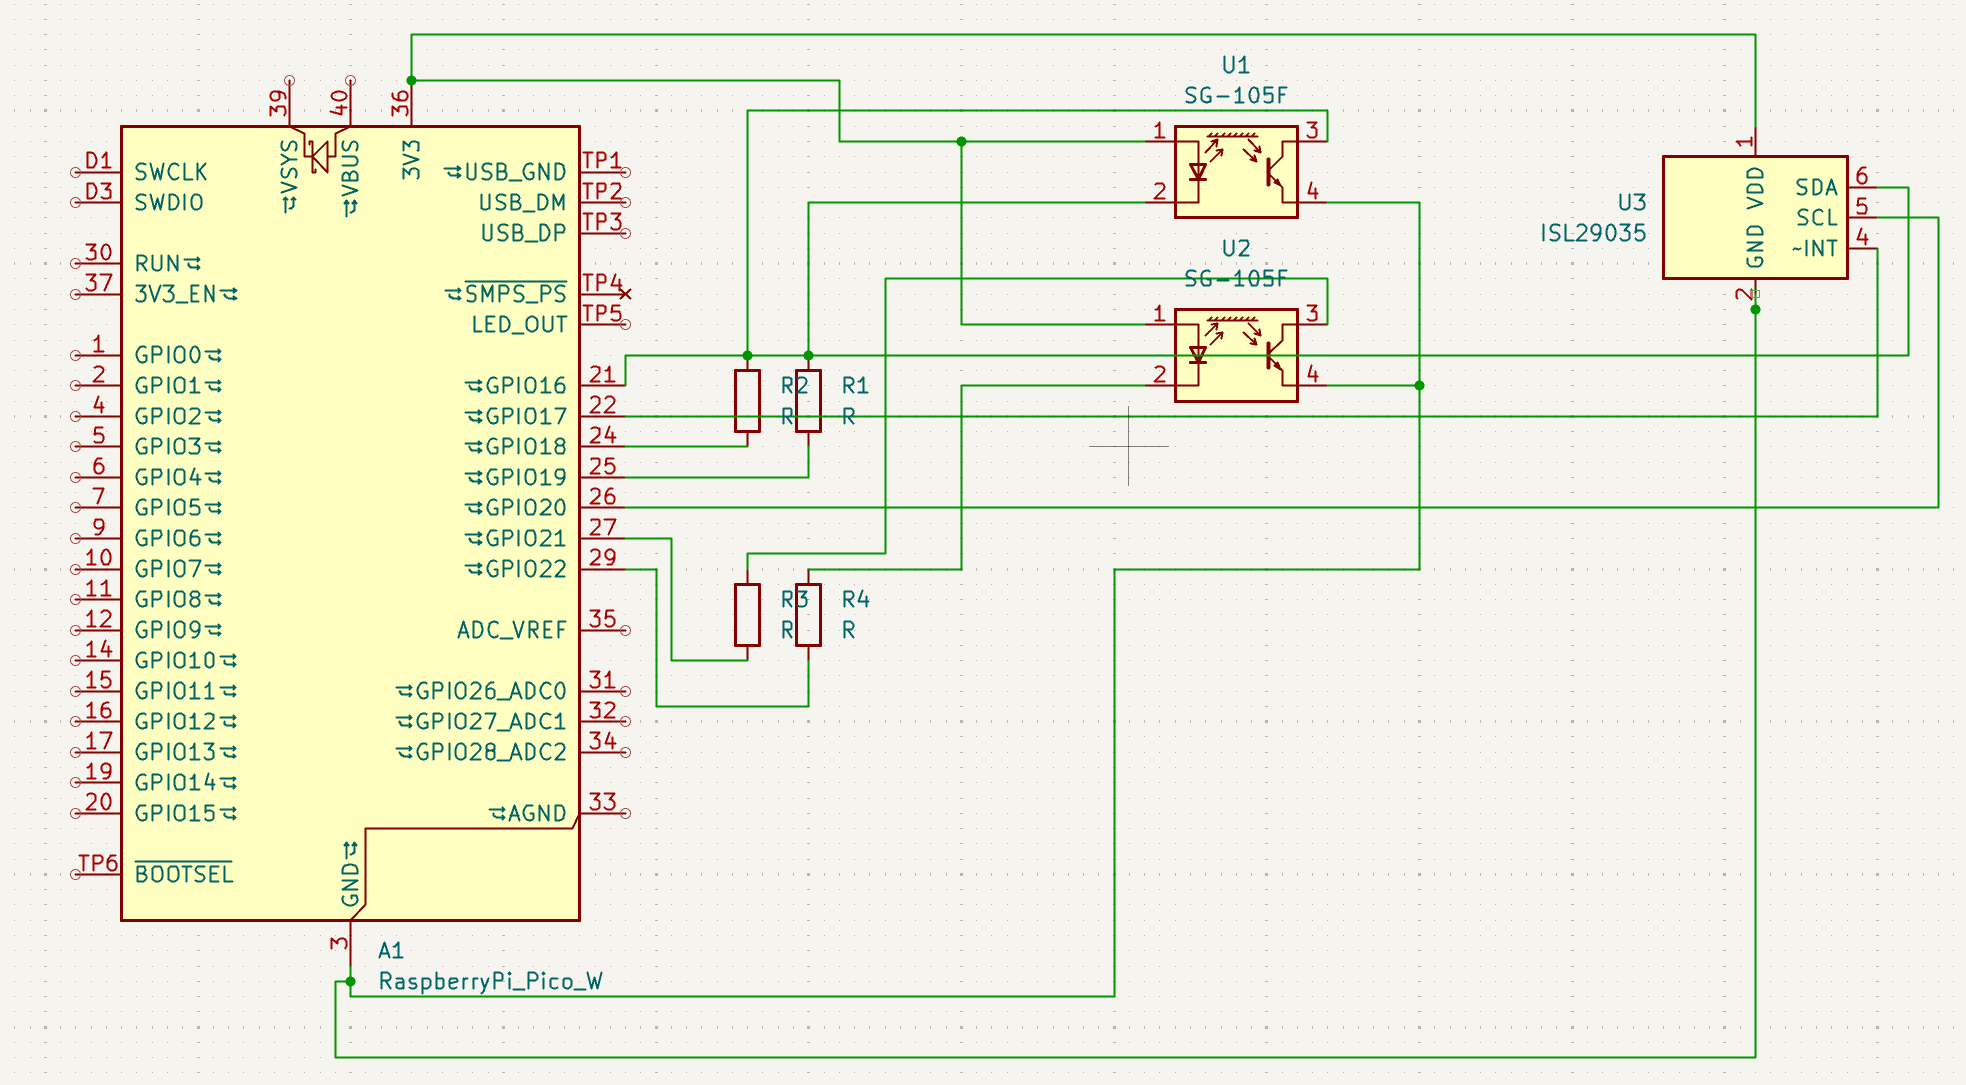 U1
SG-105F
39
40
36
1
3
1
VSYS
VBUS
3V3
D1
SWCLK
USB_GND
TP1
VDD
6
SDA
D3
SWDIO
USB_DM
TP2
2
4
U3
SCL
5
USB_DP
TP3
ISL29035
GND
~INT
4
U2
30
RUN
SG-105F
37
3V3_EN
SMPS_PS
TP4
2
LED_OUT
TP5
1
3
1
GPIO0
2
GPIO1
GPIO16
21
R2
R1
2
4
4
GPIO2
GPIO17
22
R
R
5
GPIO3
GPIO18
24
6
GPIO4
GPIO19
25
7
GPIO5
GPIO20
26
9
GPIO6
GPIO21
27
10
GPIO7
GPIO22
29
11
GPIO8
R3
R4
12
GPIO9
ADC_VREF
35
R
R
14
GPIO10
15
GPIO11
GPIO26_ADC0
31
16
GPIO12
GPIO27_ADC1
32
17
GPIO13
GPIO28_ADC2
34
19
GPIO14
20
GPIO15
AGND
33
TP6
BOOTSEL
GND
3
A1
RaspberryPi_Pico_W